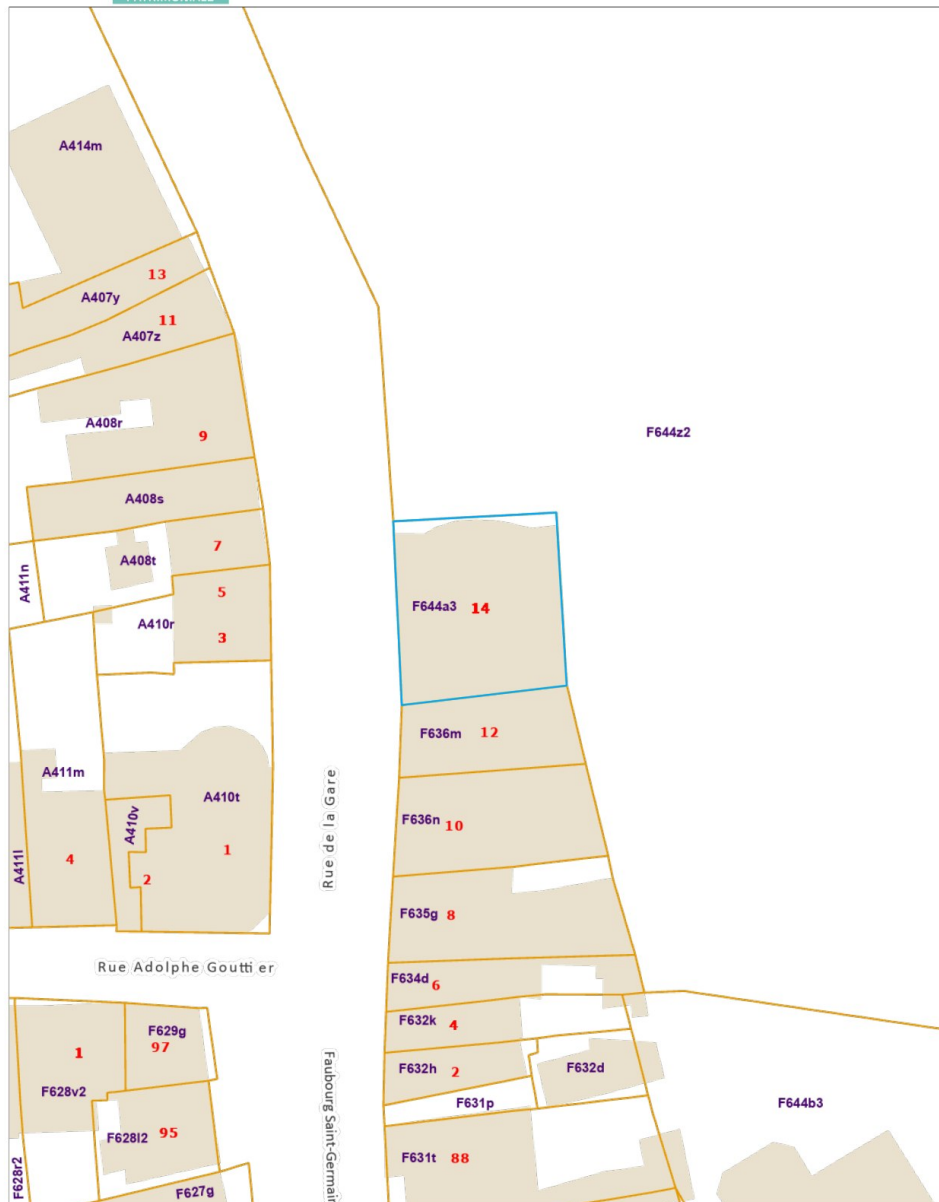 A414m
13
A407y
11
A407z
A408r
9
F644z2
A408s
7
A408t
A411n
5
A410r
3
F644a3 14
F636m 12
A411m
A410t
Rue de la Gare
A410v
F636n 10
A411l
4
1
2
F635g 8
Rue Adolphe Gouttier
F634d 6
F632k 4
F629g
97
1
F632h 2
F632d
F628v2
F631p
F644b3
F628l2 95
Faubourg Saint-Germain
F631t 88
F628r2
F627g